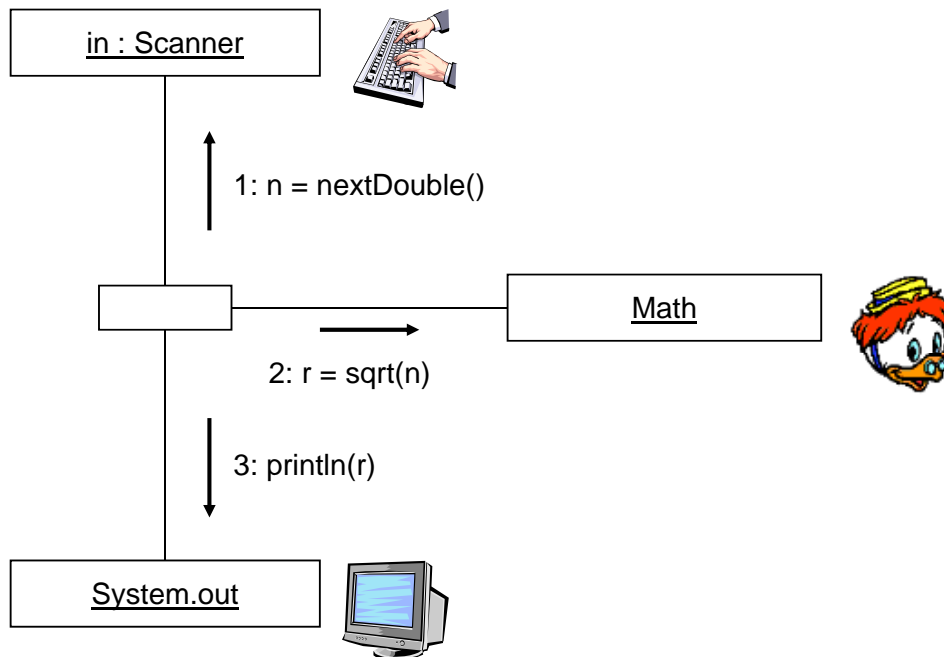 in : Scanner
1: n = nextDouble()
Math
2: r = sqrt(n)
3: println(r)
System.out